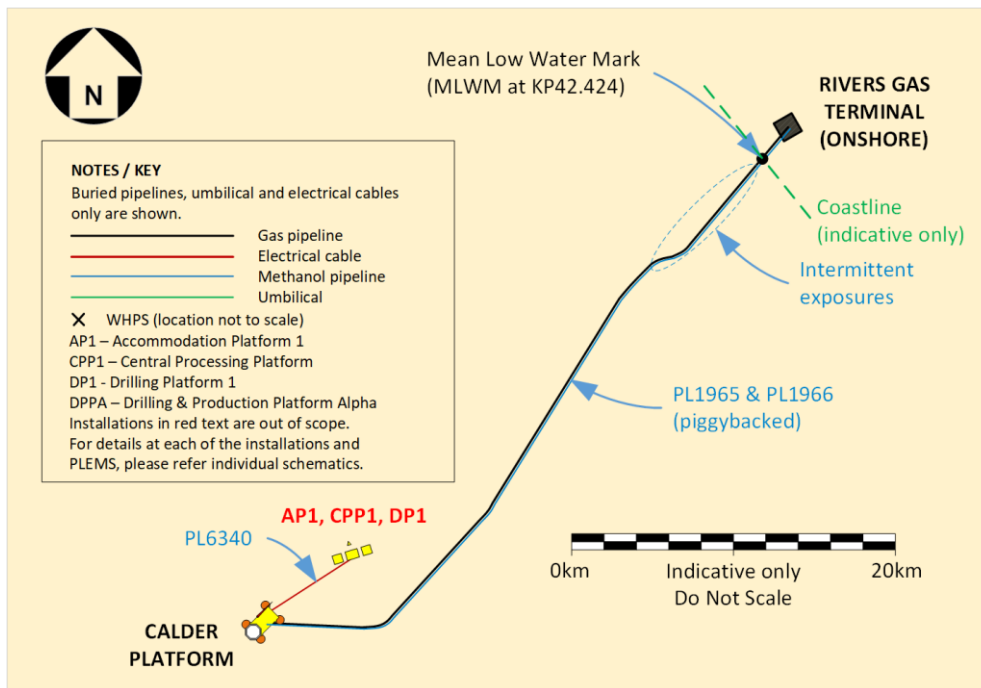 N
Mean Low Water Mark
(MLWM at KP42.424)
RIVERS GAS
TERMINAL
(ONSHORE)
NOTES / KEY
Buried pipelines, umbilical and electrical cables
only are shown.
Gas pipeline
Electrical cable
Methanol pipeline
Umbilical
WHPS (location not to scale)
AP1 – Accommodation Platform 1
CPP1 – Central Processing Platform
DP1 - Drilling Platform 1
DPPA – Drilling & Production Platform Alpha
Installations in red text are out of scope.
For details at each of the installations and
PLEMS, please refer individual schematics.
Coastline
(indicative only)
Intermittent
exposures
PL1965 & PL1966
(piggybacked)
AP1, CPP1, DP1
PL6340
0km
Indicative only
Do Not Scale
20km
CALDER
PLATFORM